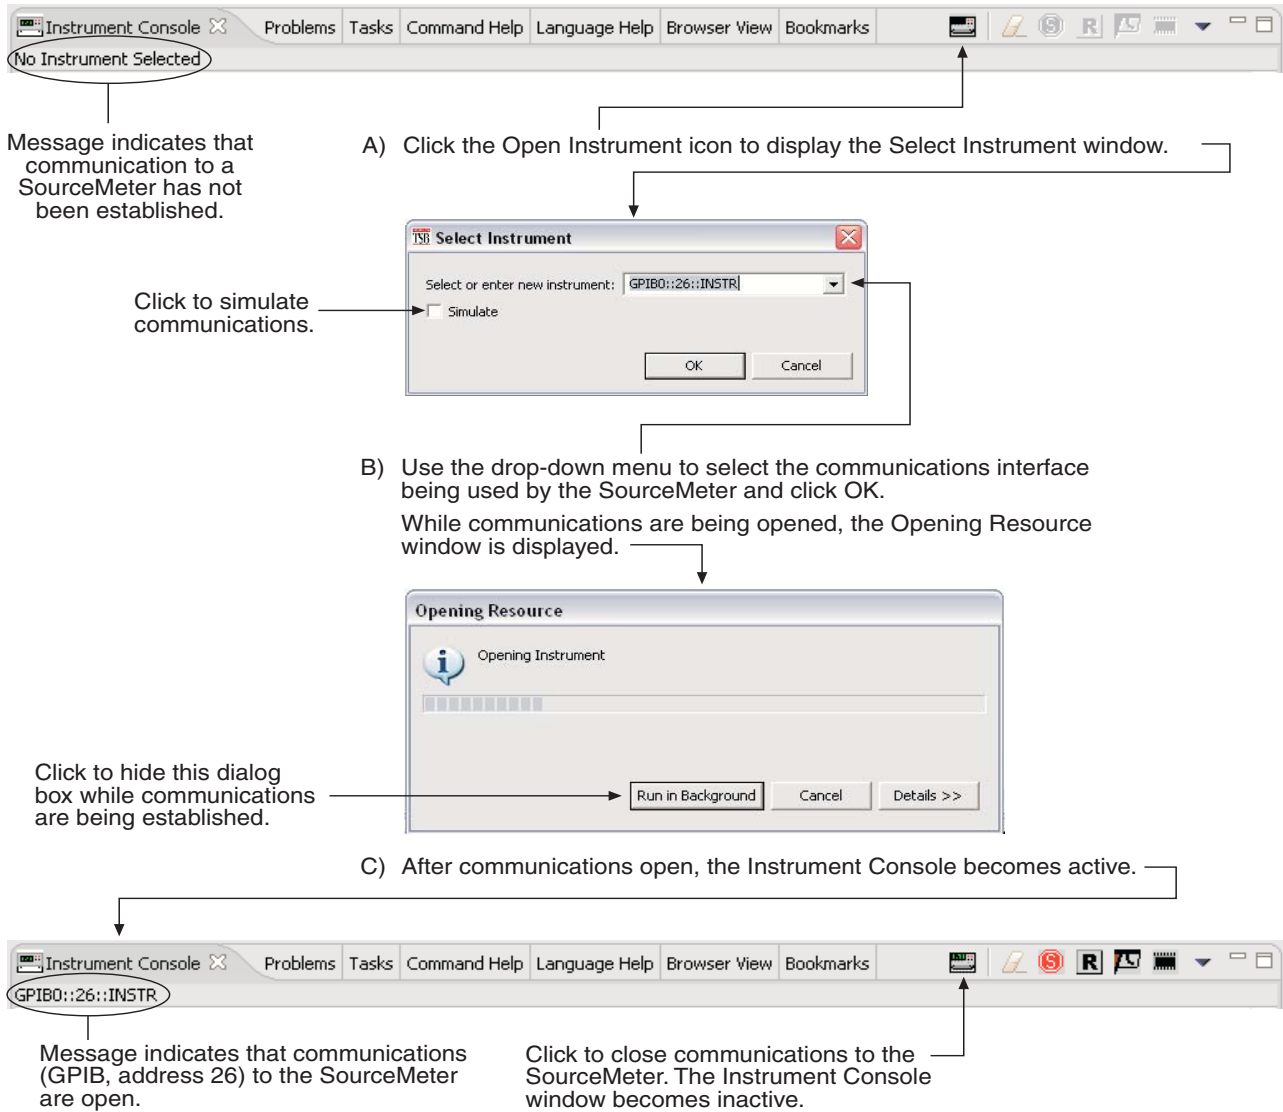 Instrument Console Problems Tasks Command Help Language Help Browser View Bookmarks
No Instrument Selected
Message indicates that
communication to a
SourceMeter has not
been established.
A) Click the Open Instrument icon to display the Select Instrument window.
TSB Select Instrument
Select or enter new instrument: GPIB0::26::INSTR
Simulate
OK Cancel
Click to simulate
communications.
B) Use the drop-down menu to select the communications interface
being used by the SourceMeter and click OK.
While communications are being opened, the Opening Resource
window is displayed.
Opening Resource
Opening Instrument
Run in Background Cancel Details >>
Click to hide this dialog
box while communications
are being established.
C) After communications open, the Instrument Console becomes active.
Instrument Console Problems Tasks Command Help Language Help Browser View Bookmarks
GPIB0::26::INSTR
Message indicates that communications
(GPIB, address 26) to the SourceMeter
are open.
Click to close communications to the
SourceMeter. The Instrument Console
window becomes inactive.